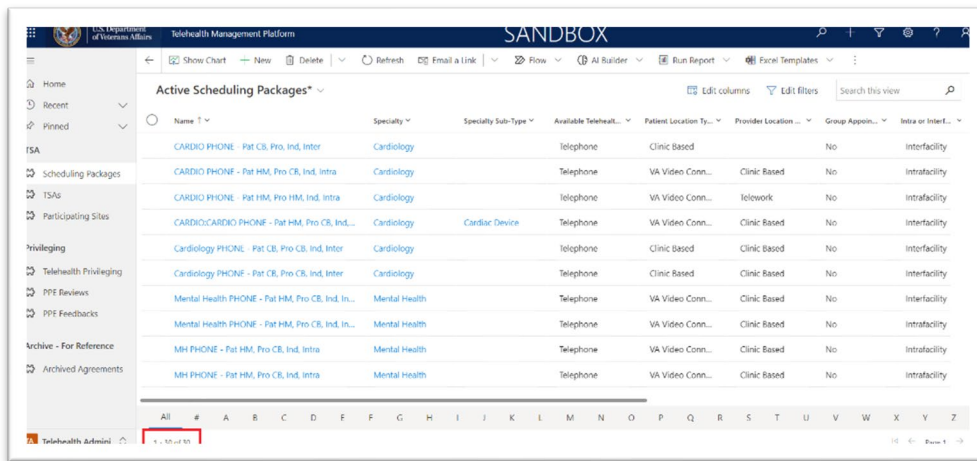 U.S. Department
of Veterans Affairs
Telehealth Management Platform
SANDBOX
Show Chart
New
Delete
Refresh
Email a Link
Flow
AI Builder
Run Report
Excel Templates
Home
Recent
Pinned
TSA
Scheduling Packages
TSAs
Participating Sites
Privileging
Telehealth Privileging
PPE Reviews
PPE Feedbacks
Archive - For Reference
Archived Agreements
Telehealth Admini
Active Scheduling Packages*
Edit columns
Edit filters
Search this view
Name ↑ Specialty Specialty Sub-Type Available Telehealt... Patient Location Ty... Provider Location ... Group Appoin... Intra or Interf...
CARDIO PHONE - Pat CB, Pro, Ind, Inter Cardiology Telephone Clinic Based No Interfacility
CARDIO PHONE - Pat HM, Pro CB, Ind, Intra Cardiology Telephone VA Video Conn... Clinic Based No Intrafacility
CARDIO PHONE - Pat HM, Pro HM, Ind, Intra Cardiology Telephone VA Video Conn... Telework No Intrafacility
CARDIO:CARDIO PHONE - Pat HM, Pro CB, Ind,... Cardiology Cardiac Device Telephone VA Video Conn... Clinic Based No Intrafacility
Cardiology PHONE - Pat CB, Pro CB, Ind, Inter Cardiology Telephone Clinic Based Clinic Based No Interfacility
Cardiology PHONE - Pat CB, Pro CB, Ind, Inter Cardiology Telephone Clinic Based Clinic Based No Interfacility
Mental Health PHONE - Pat HM, Pro CB, Ind, In... Mental Health Telephone VA Video Conn... Clinic Based No Interfacility
Mental Health PHONE - Pat HM, Pro CB, Ind, In... Mental Health Telephone VA Video Conn... Clinic Based No Intrafacility
MH PHONE - Pat HM, Pro CB, Ind, Intra Mental Health Telephone VA Video Conn... Clinic Based No Intrafacility
MH PHONE - Pat HM, Pro CB, Ind, Intra Mental Health Telephone VA Video Conn... Clinic Based No Intrafacility
All # A B C D E F G H I J K L M N O P Q R S T U V W X Y Z
1 - 30 of 30
Page 1